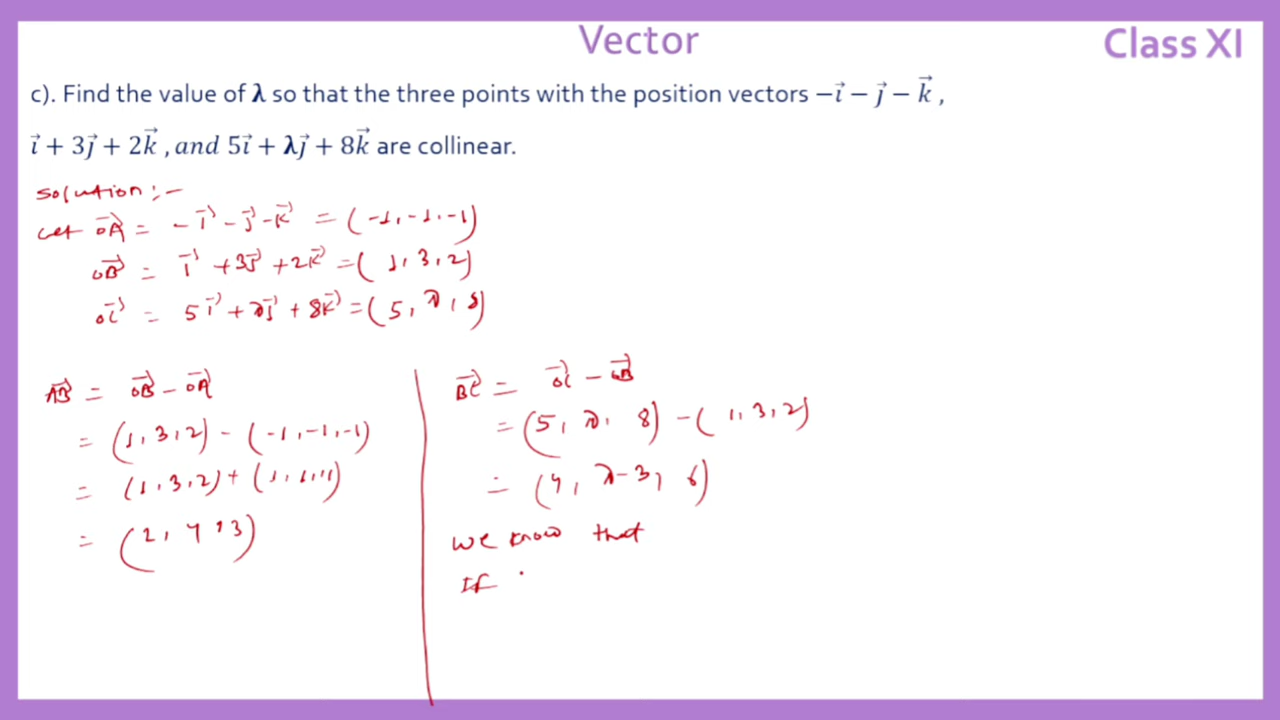 Vector
Class XI
c). Find the value of λ so that the three points with the position vectors −i⃗ − j⃗ − k⃗ ,
i⃗ + 3j⃗ + 2k⃗ , and 5i⃗ + λj⃗ + 8k⃗ are collinear.
Solution :-
Let OA⃗ = −i⃗ − j⃗ − k⃗ = (-1, -1, -1)
OB⃗ = i⃗ + 3j⃗ + 2k⃗ = (1, 3, 2)
OC⃗ = 5i⃗ + λj⃗ + 8k⃗ = (5, λ, 8)
AB⃗ = OB⃗ − OA⃗
= (1, 3, 2) − (-1, -1, -1)
= (1, 3, 2) + (1, 1, 1)
= (2, 4, 3)
BC⃗ = OC⃗ − OB⃗
= (5, λ, 8) − (1, 3, 2)
= (4, λ-3, 6)
We know that
If